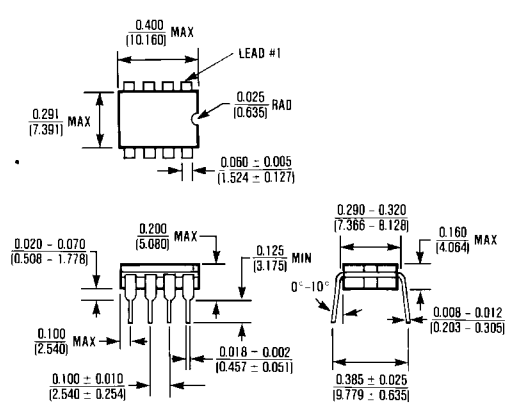 0.400
(10.160) MAX
LEAD #1
0.025
(0.635) RAD
0.291
(7.391) MAX
0.060 ± 0.005
(1.524 ± 0.127)
0.020 - 0.070
(0.508 - 1.778)
0.200
(5.080) MAX
0.125
(3.175) MIN
0.100
(2.540) MAX
0.018 - 0.002
(0.457 ± 0.051)
0.100 ± 0.010
(2.540 ± 0.254)
0.290 - 0.320
(7.366 - 8.128)
0.160
(4.064) MAX
0°-10°
0.008 - 0.012
(0.203 - 0.305)
0.385 ± 0.025
(9.779 ± 0.635)